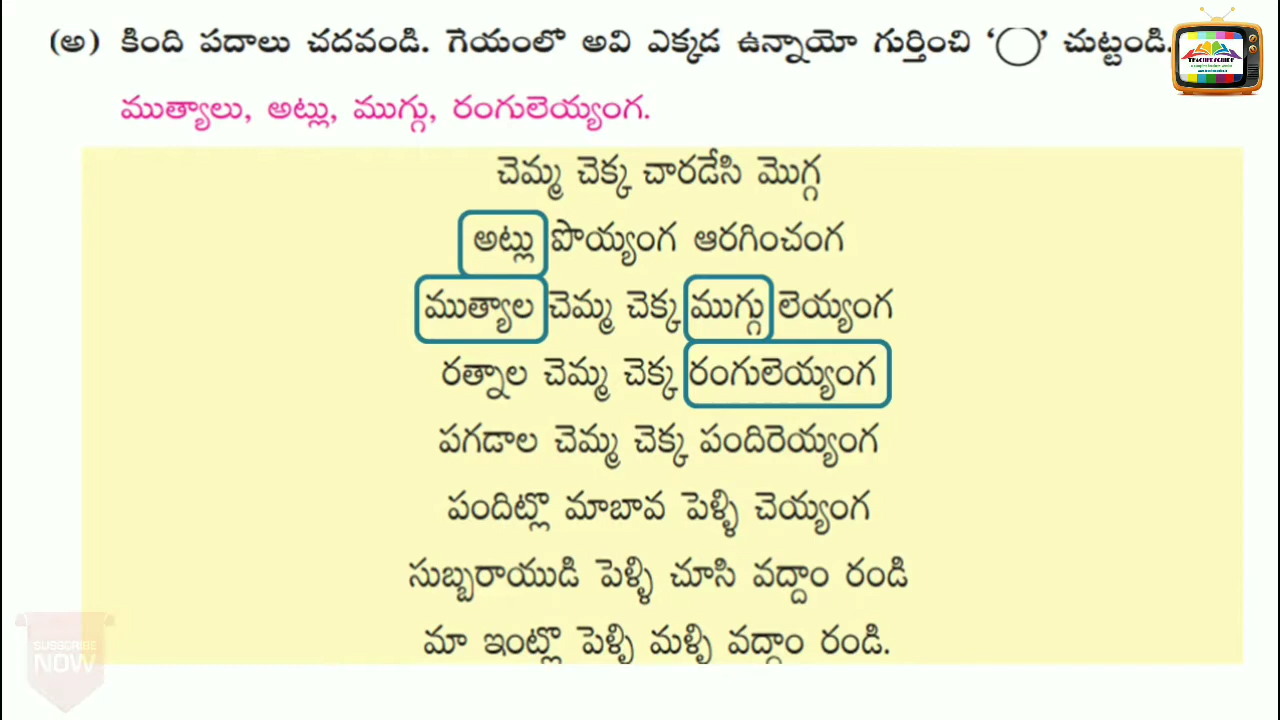 (అ) కింది పదాలు చదవండి. గేయంలో అవి ఎక్కడ ఉన్నాయో గుర్తించి ‘◯’ చుట్టండి.
ముత్యాలు, అట్లు, ముగ్గు, రంగులెయ్యంగ.
చెమ్మ చెక్క చారడేసి మొగ్గ
అట్లు పొయ్యంగ ఆరగించంగ
ముత్యాల చెమ్మ చెక్క ముగ్గు లెయ్యంగ
రత్నాల చెమ్మ చెక్క రంగులెయ్యంగ
పగడాల చెమ్మ చెక్క పందిరెయ్యంగ
పందిట్లొ మాబావ పెళ్ళి చెయ్యంగ
సుబ్బరాయుడి పెళ్ళి చూసి వద్దాం రండి
మా ఇంట్లొ పెళ్ళి మళ్ళి వద్దాం రండి.
SUBSCRIBE
NOW